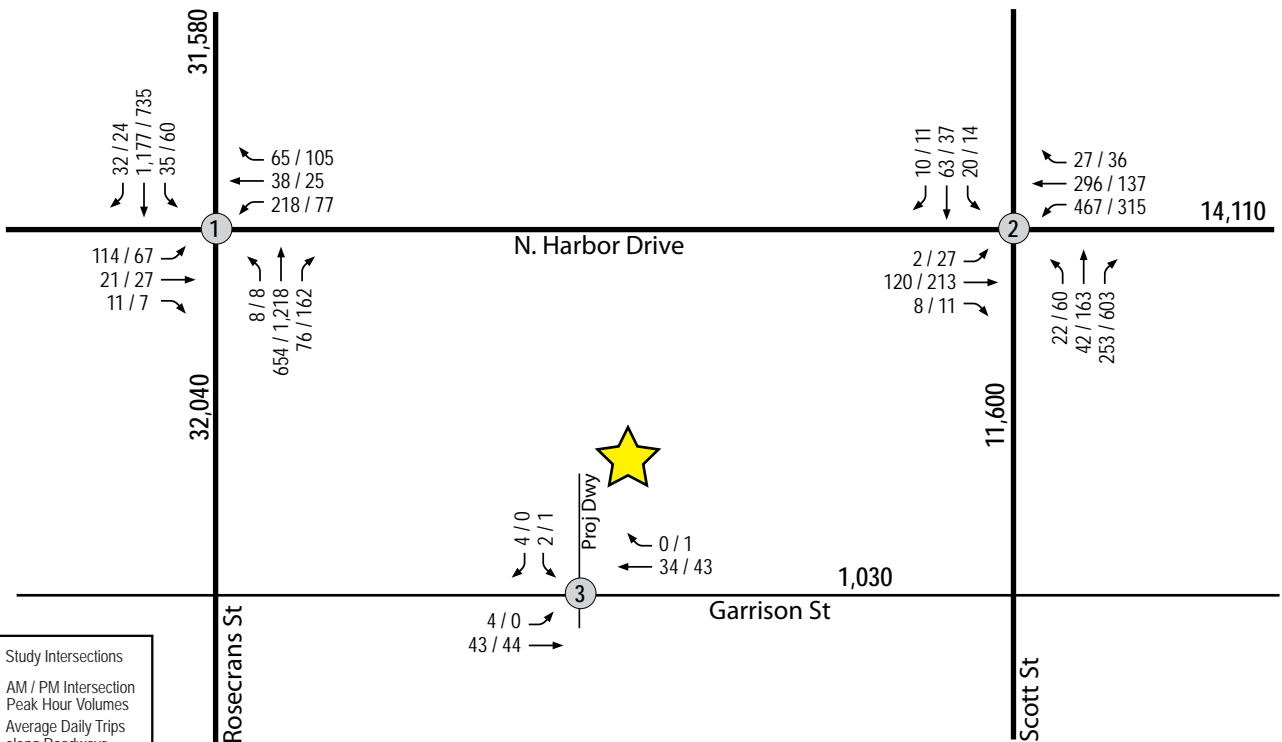 31,580
32 / 24
1,177 / 735
35 / 60
65 / 105
38 / 25
218 / 77
1
114 / 67
21 / 27
11 / 7
8 / 8
654 / 1,218
76 / 162
N. Harbor Drive
10 / 11
63 / 37
20 / 14
27 / 36
296 / 137
467 / 315
14,110
2
2 / 27
120 / 213
8 / 11
22 / 60
42 / 163
253 / 603
32,040
11,600
4 / 0
2 / 1
Proj Dwy
0 / 1
34 / 43
3
1,030
Garrison St
4 / 0
43 / 44
Rosecrans St
Scott St
Study Intersections
AM / PM Intersection
Peak Hour Volumes
Average Daily Trips
along Roadways